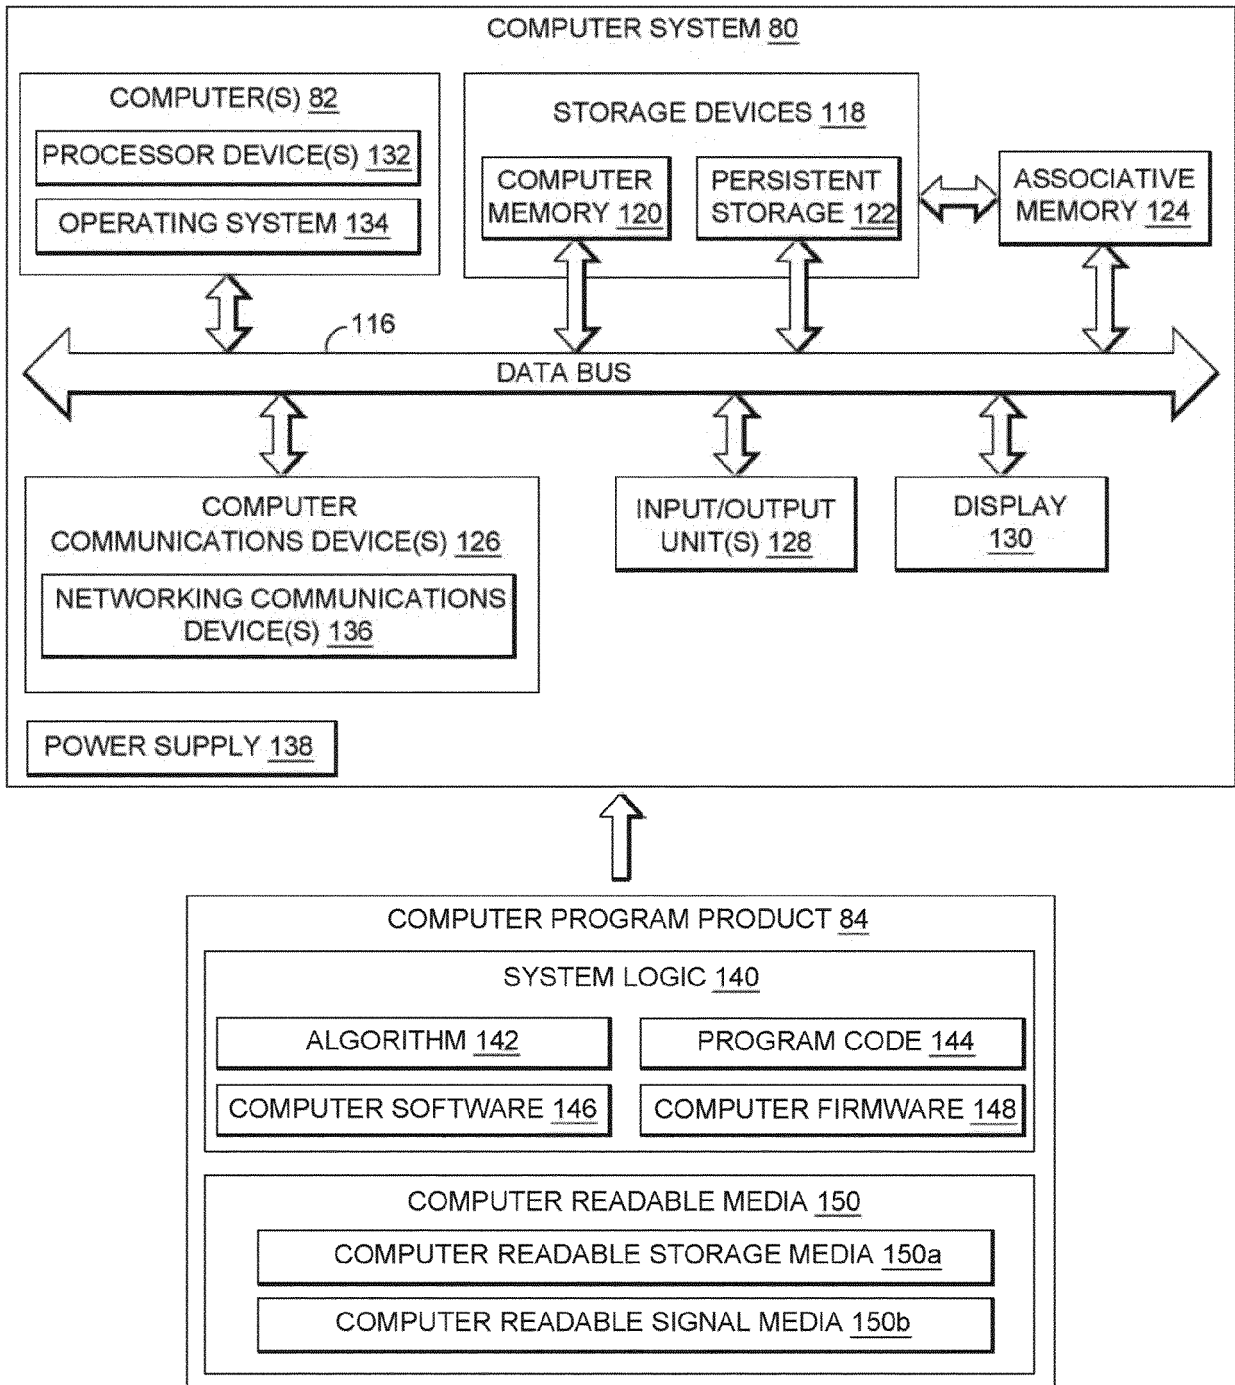 COMPUTER SYSTEM 80
COMPUTER(S) 82
PROCESSOR DEVICE(S) 132
OPERATING SYSTEM 134
STORAGE DEVICES 118
COMPUTER
MEMORY 120
PERSISTENT
STORAGE 122
ASSOCIATIVE
MEMORY 124
116
DATA BUS
COMPUTER
COMMUNICATIONS DEVICE(S) 126
NETWORKING COMMUNICATIONS
DEVICE(S) 136
INPUT/OUTPUT
UNIT(S) 128
DISPLAY
130
POWER SUPPLY 138
COMPUTER PROGRAM PRODUCT 84
SYSTEM LOGIC 140
ALGORITHM 142
PROGRAM CODE 144
COMPUTER SOFTWARE 146
COMPUTER FIRMWARE 148
COMPUTER READABLE MEDIA 150
COMPUTER READABLE STORAGE MEDIA 150a
COMPUTER READABLE SIGNAL MEDIA 150b